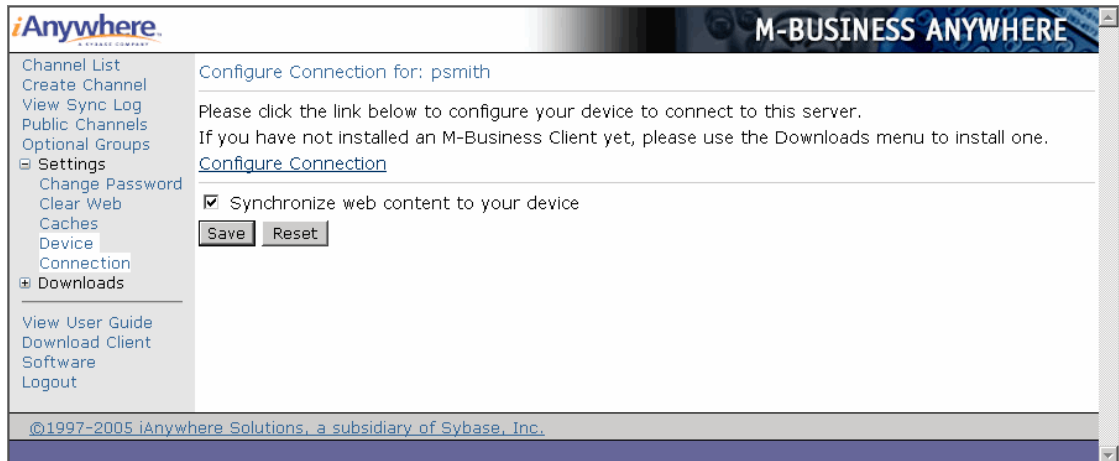 iAnywhere
A SYBASE COMPANY
M-BUSINESS ANYWHERE
Channel List
Create Channel
View Sync Log
Public Channels
Optional Groups
Settings
Change Password
Clear Web
Caches
Device
Connection
Downloads
View User Guide
Download Client
Software
Logout
Configure Connection for: psmith
Please click the link below to configure your device to connect to this server.
If you have not installed an M-Business Client yet, please use the Downloads menu to install one.
Configure Connection
Synchronize web content to your device
Save Reset
©1997-2005 iAnywhere Solutions, a subsidiary of Sybase, Inc.